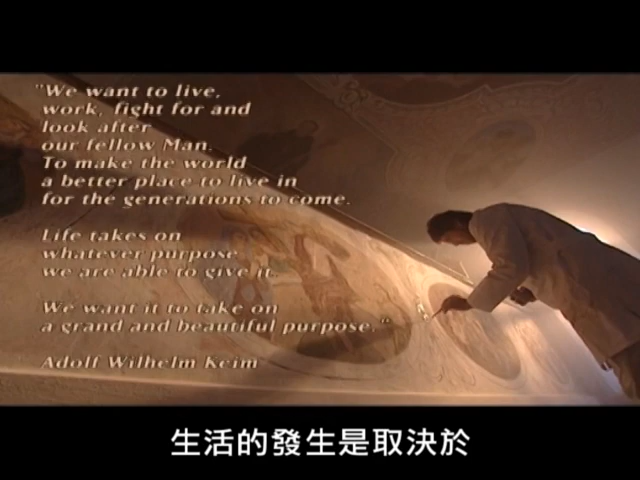 "We want to live,
work, fight for and
look after
our fellow Man.
To make the world
a better place to live in
for the generations to come.
Life takes on
whatever purpose
we are able to give it.
We want it to take on
a grand and beautiful purpose."
Adolf Wilhelm Keim
生活的發生是取決於